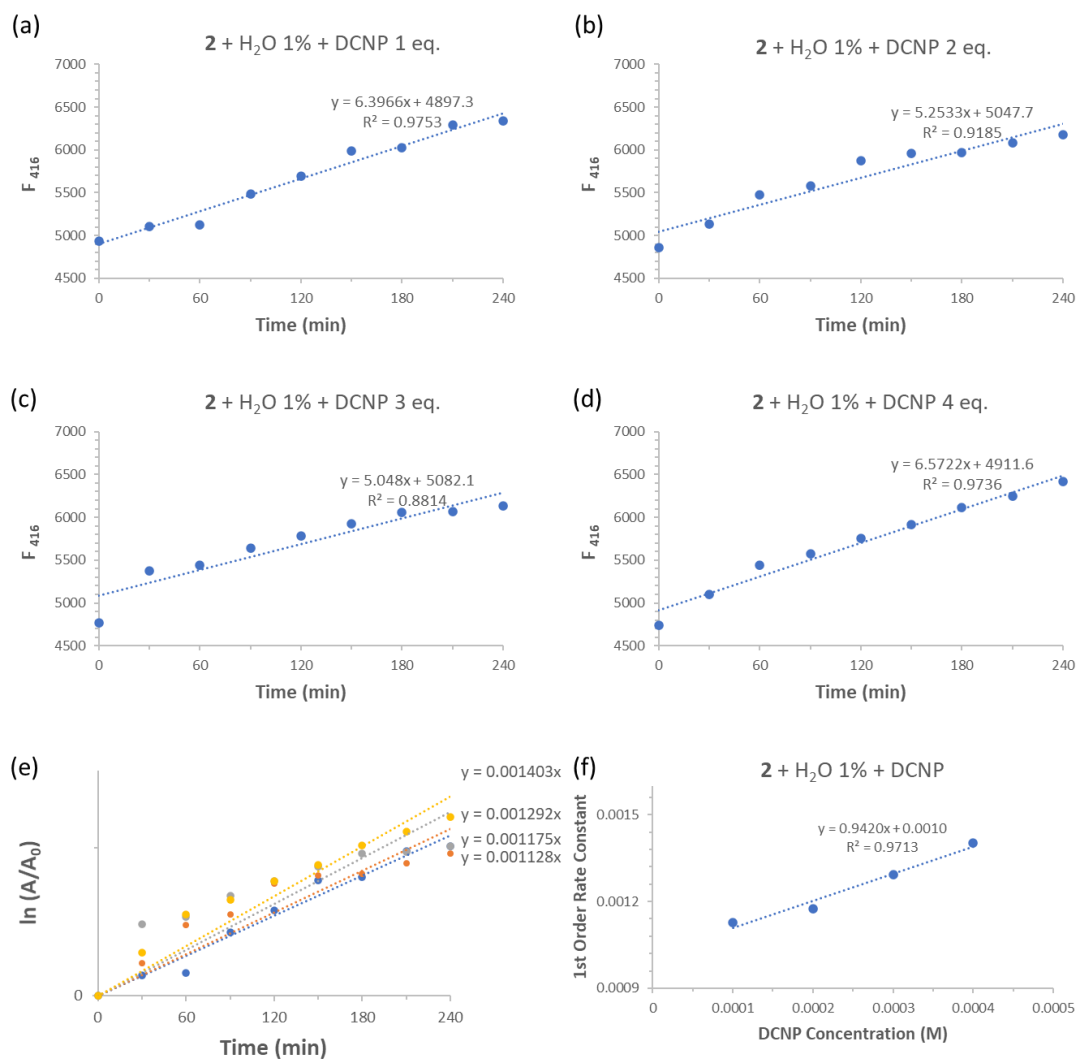 (a)
2 + H₂O 1% + DCNP 1 eq.
7000
6500
6000
5500
5000
4500
F 416
y = 6.3966x + 4897.3
R² = 0.9753
0 60 120 180 240
Time (min)
(b)
2 + H₂O 1% + DCNP 2 eq.
7000
6500
6000
5500
5000
4500
F 416
y = 5.2533x + 5047.7
R² = 0.9185
0 60 120 180 240
Time (min)
(c)
2 + H₂O 1% + DCNP 3 eq.
7000
6500
6000
5500
5000
4500
F 416
y = 5.048x + 5082.1
R² = 0.8814
0 60 120 180 240
Time (min)
(d)
2 + H₂O 1% + DCNP 4 eq.
7000
6500
6000
5500
5000
4500
F 416
y = 6.5722x + 4911.6
R² = 0.9736
0 60 120 180 240
Time (min)
(e)
y = 0.001403x
y = 0.001292x
y = 0.001175x
y = 0.001128x
ln (A/A₀)
0
0 60 120 180 240
Time (min)
(f)
2 + H₂O 1% + DCNP
0.0015
0.0012
0.0009
1st Order Rate Constant
y = 0.9420x + 0.0010
R² = 0.9713
0 0.0001 0.0002 0.0003 0.0004 0.0005
DCNP Concentration (M)